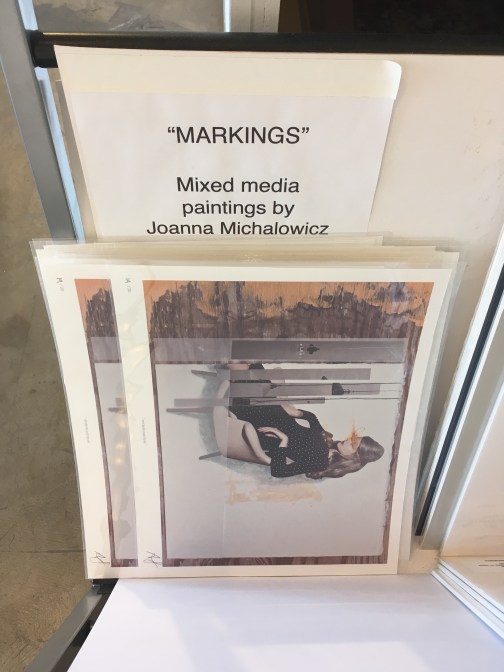 “MARKINGS”
Mixed media
paintings by
Joanna Michalowicz